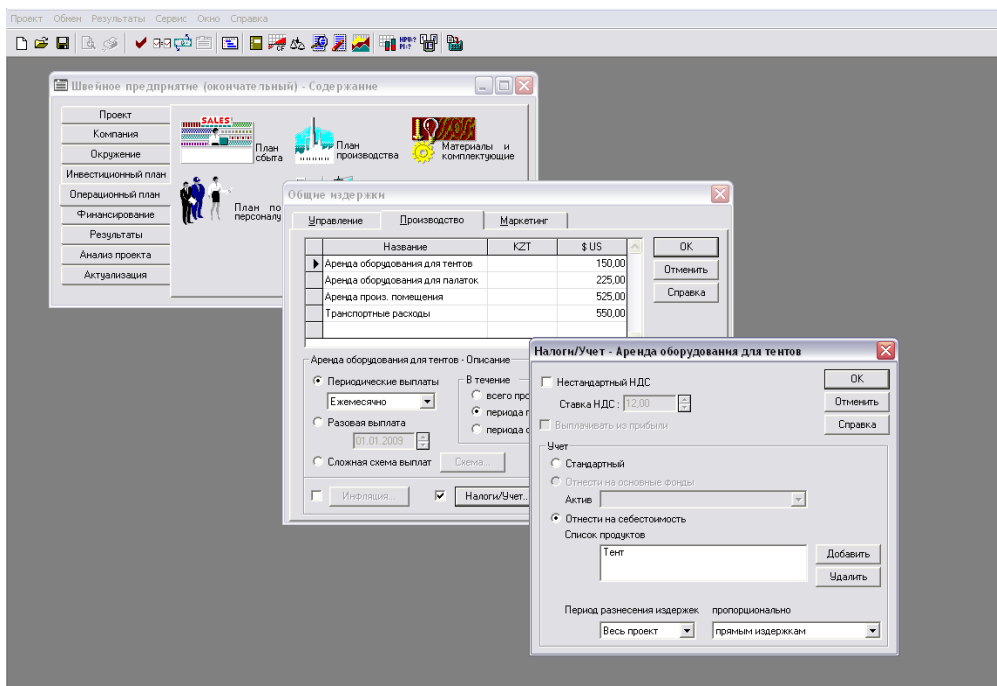 Проект Обмен Результаты Сервис Окно Справка
Швейное предприятие (окончательный) - Содержание
Проект
Компания
Окружение
Инвестиционный план
Операционный план
Финансирование
Результаты
Анализ проекта
Актуализация
SALES
План сбыта
План производства
Материалы и комплектующие
План по персоналу
Общие издержки
Управление Производство Маркетинг
Название KZT $ US
Аренда оборудования для тентов 150,00
Аренда оборудования для палаток 225,00
Аренда произ. помещения 525,00
Транспортные расходы 550,00
OK
Отменить
Справка
Аренда оборудования для тентов - Описание
Периодические выплаты
Ежемесячно
Разовая выплата
01.01.2009
Сложная схема выплат Схема...
В течение
всего
периода
периода
Инфляция... Налоги/Учет...
Налоги/Учет - Аренда оборудования для тентов
Нестандартный НДС
Ставка НДС : 12,00
Выплачивать из прибыли
OK
Отменить
Справка
Учет
Стандартный
Отнести на основные фонды
Актив
Отнести на себестоимость
Список продуктов
Тент
Добавить
Удалить
Период разнесения издержек пропорционально
Весь проект прямым издержкам